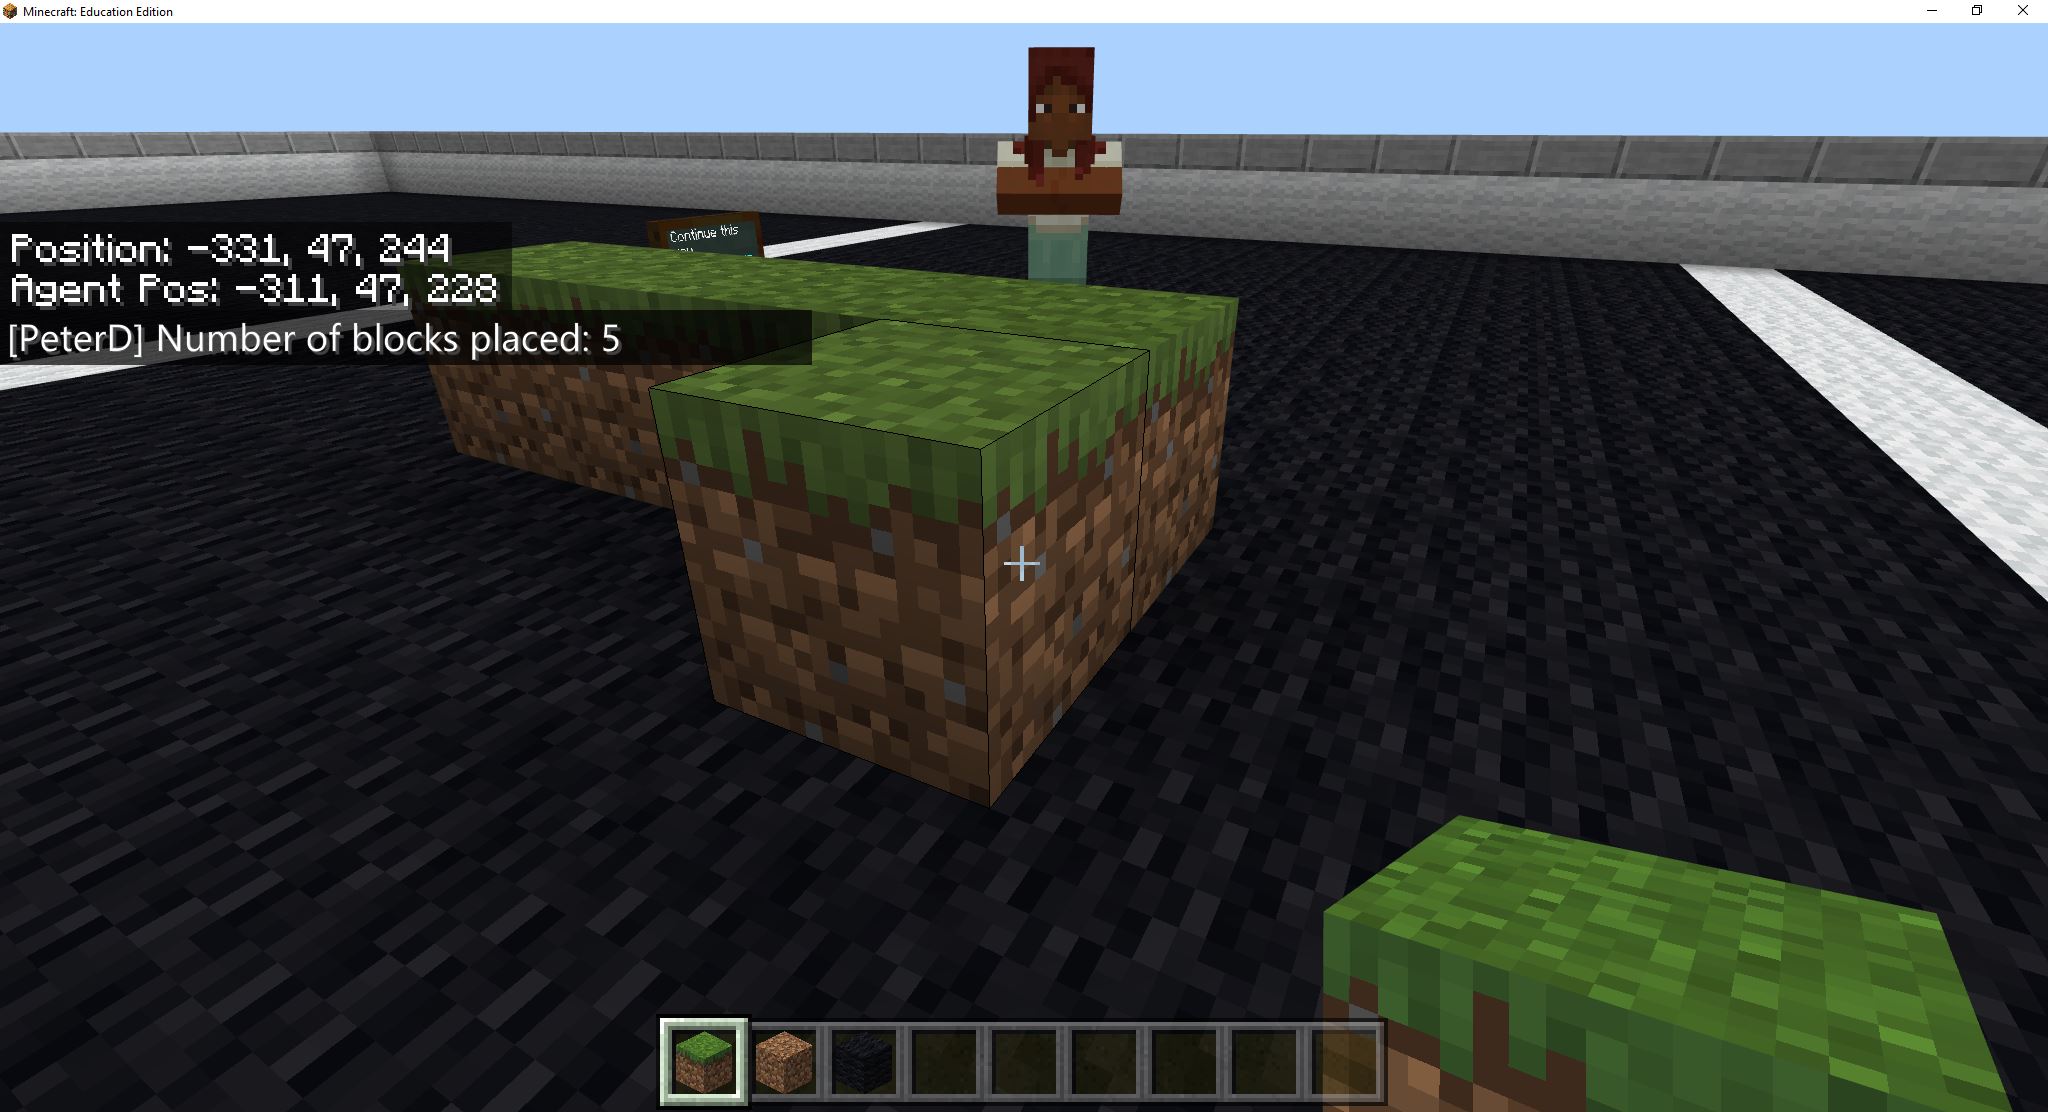 Minecraft: Education Edition
Continue this
Position: -331, 47, 244
Agent Pos: -311, 47, 228
[PeterD] Number of blocks placed: 5